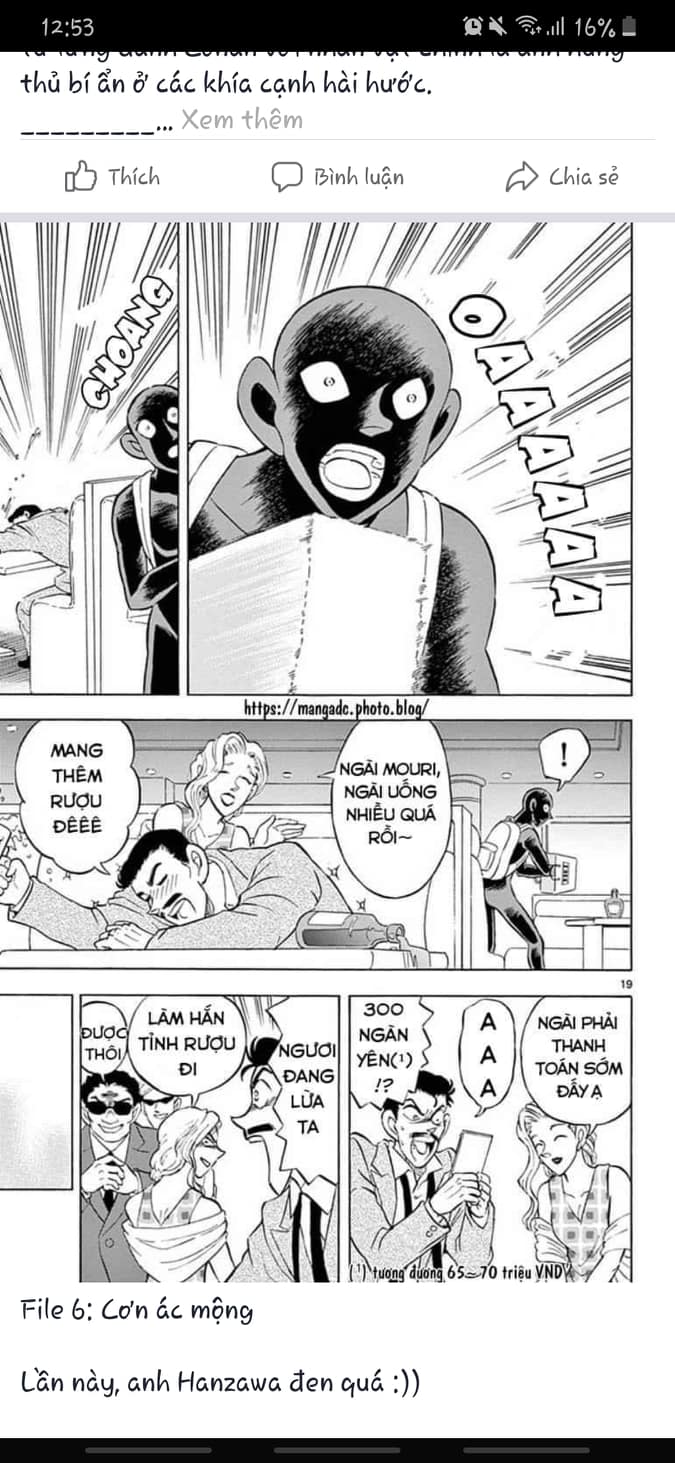 12:53
16%
thủ bí ẩn ở các khía cạnh hài hước.
__________... Xem thêm
Thích
Bình luận
Chia sẻ
CHOANG
OAAAAAAA
https://mangadc.photo.blog/
MANG
THÊM
RƯỢU
ĐÊÊÊ
NGÀI MOURI,
NGÀI UỐNG
NHIỀU QUÁ
RỒI~
!
19
ĐƯỢC
THÔI
LÀM HẮN
TỈNH RƯỢU
ĐI
NGƯƠI
ĐANG
LỪA
TA
300
NGÀN
YÊN(¹)
!?
A
A
A
NGÀI PHẢI
THANH
TOÁN SỚM
ĐẤY Ạ
(¹) tương đương 65~70 triệu VND
File 6: Cơn ác mộng
Lần này, anh Hanzawa đen quá :))